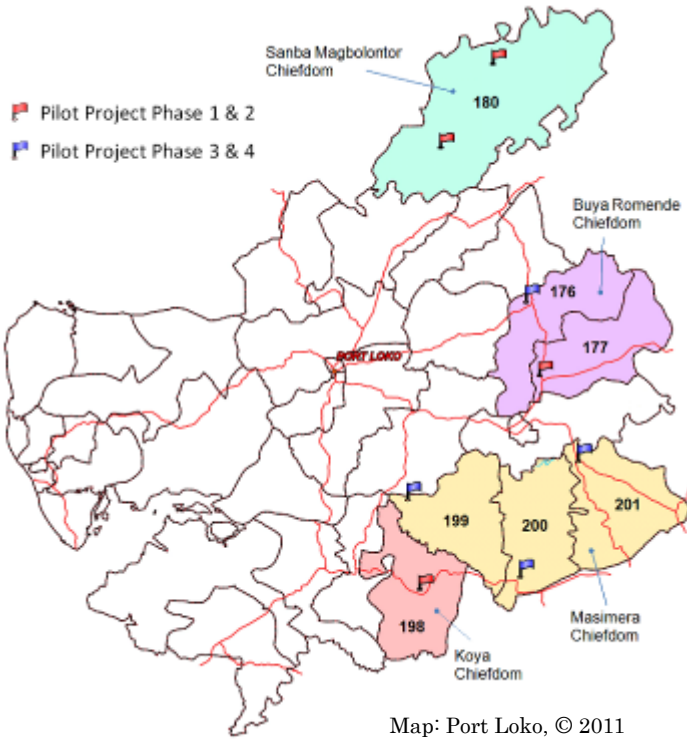 Sanba Magbolontor
Chiefdom
180
Pilot Project Phase 1 & 2
Pilot Project Phase 3 & 4
Buya Romende
Chiefdom
176
PORT LOKO
177
199
200
201
198
Masimera
Chiefdom
Koya
Chiefdom
Map: Port Loko, © 2011